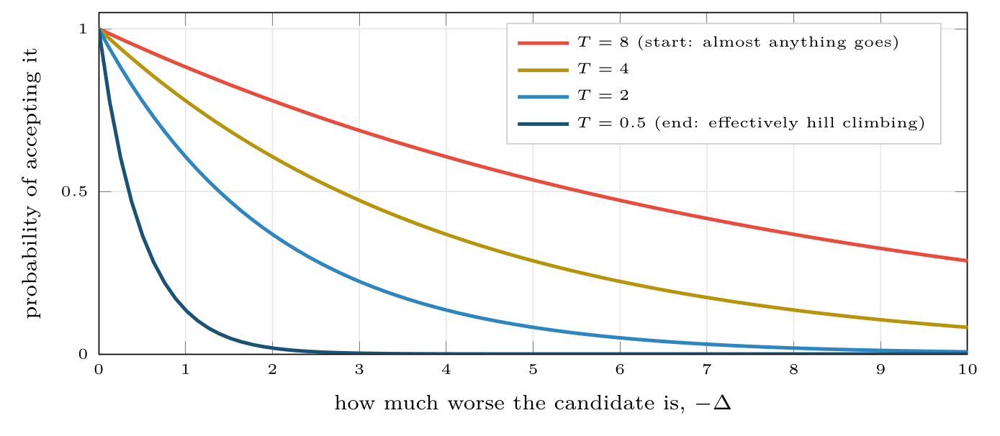 probability of accepting it
1
0.5
0
T = 8 (start: almost anything goes)
T = 4
T = 2
T = 0.5 (end: effectively hill climbing)
0 1 2 3 4 5 6 7 8 9 10
how much worse the candidate is, −Δ